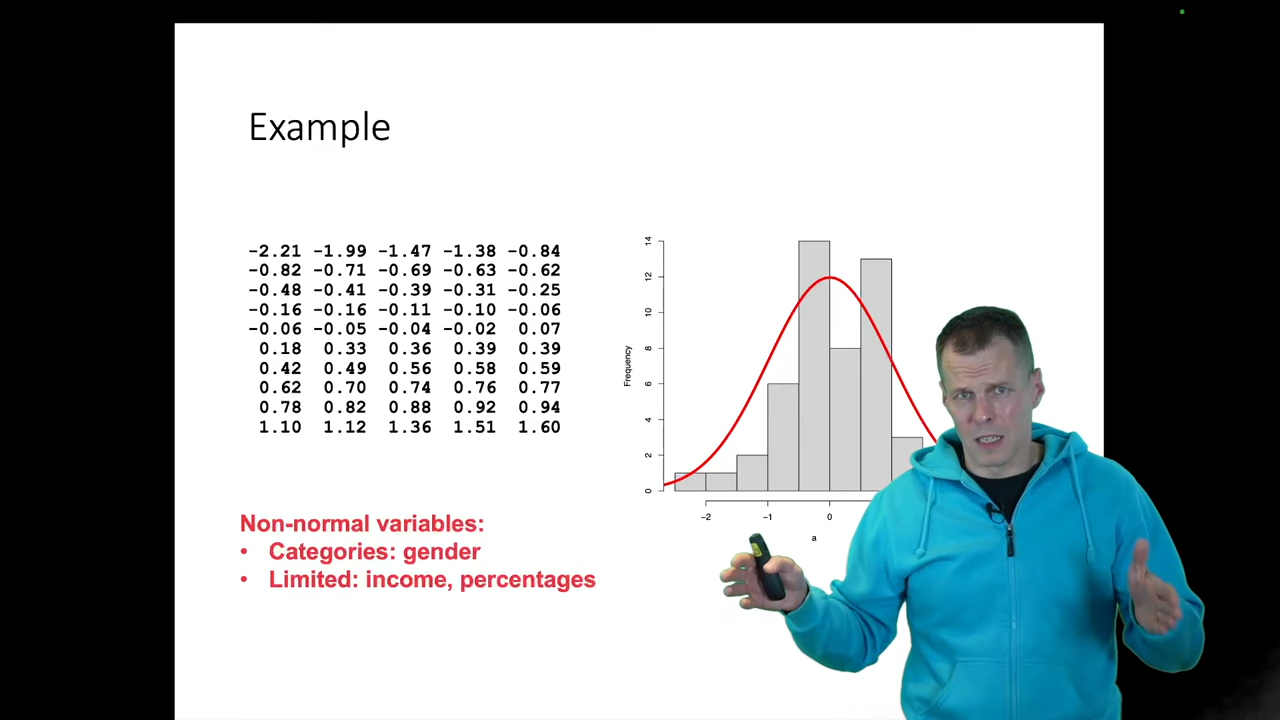 Example
-2.21 -1.99 -1.47 -1.38 -0.84
-0.82 -0.71 -0.69 -0.63 -0.62
-0.48 -0.41 -0.39 -0.31 -0.25
-0.16 -0.16 -0.11 -0.10 -0.06
-0.06 -0.05 -0.04 -0.02 0.07
0.18 0.33 0.36 0.39 0.39
0.42 0.49 0.56 0.58 0.59
0.62 0.70 0.74 0.76 0.77
0.78 0.82 0.88 0.92 0.94
1.10 1.12 1.36 1.51 1.60
Non-normal variables:
• Categories: gender
• Limited: income, percentages
Frequency
14
12
10
8
6
4
2
0
-2 -1 0
a